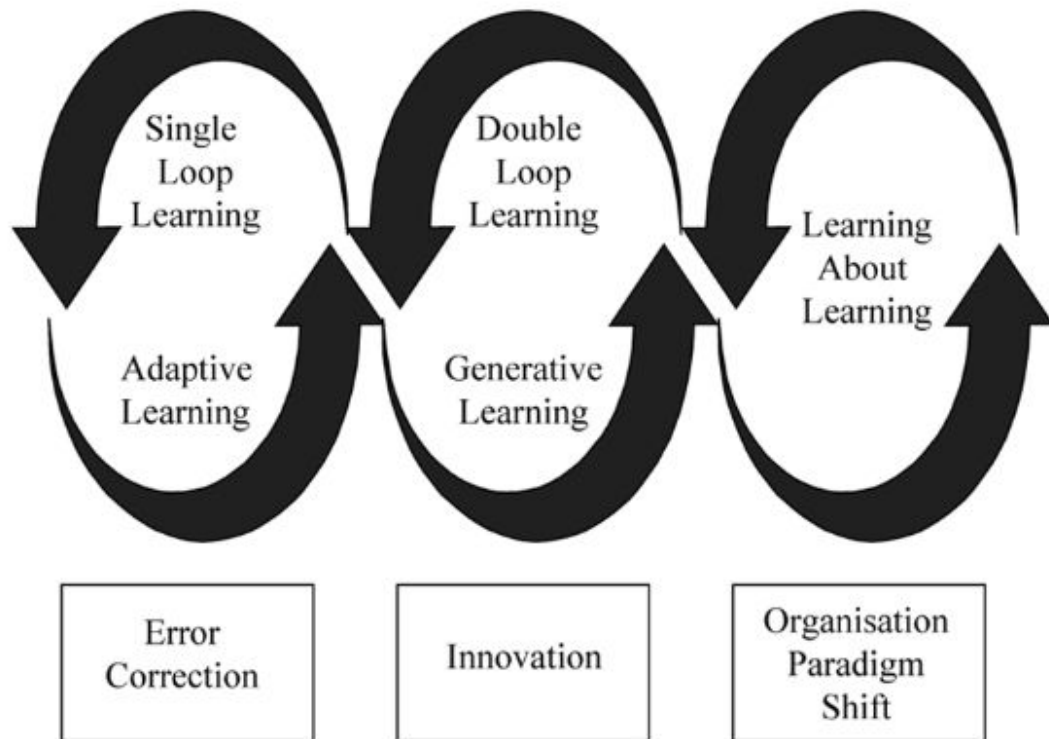 Single
Loop
Learning
Adaptive
Learning
Double
Loop
Learning
Generative
Learning
Learning
About
Learning
Error
Correction
Innovation
Organisation
Paradigm
Shift